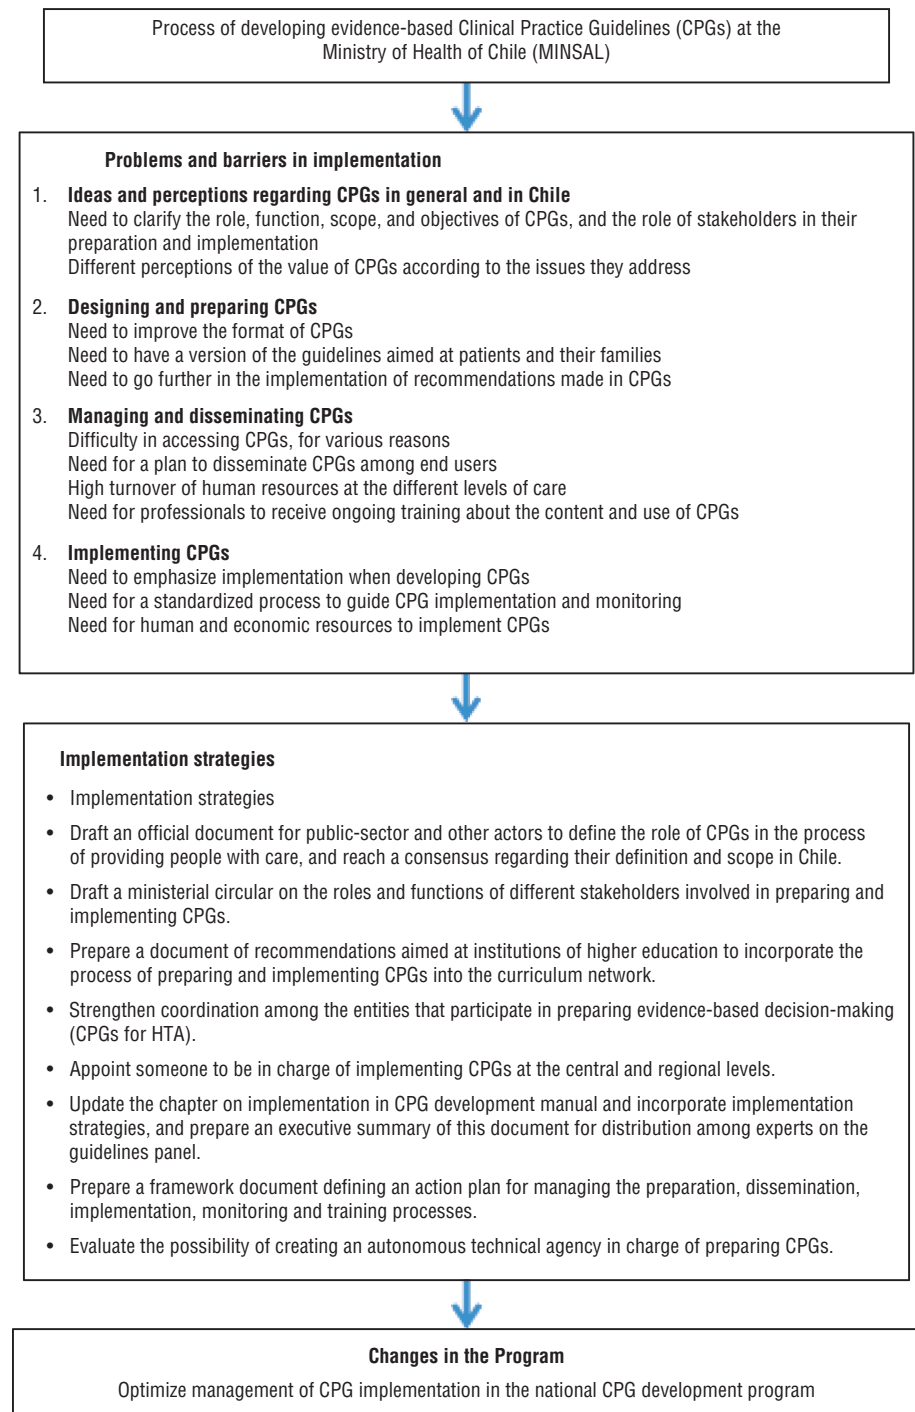 Process of developing evidence-based Clinical Practice Guidelines (CPGs) at the
Ministry of Health of Chile (MINSAL)
Problems and barriers in implementation
1. Ideas and perceptions regarding CPGs in general and in Chile
Need to clarify the role, function, scope, and objectives of CPGs, and the role of stakeholders in their
preparation and implementation
Different perceptions of the value of CPGs according to the issues they address
2. Designing and preparing CPGs
Need to improve the format of CPGs
Need to have a version of the guidelines aimed at patients and their families
Need to go further in the implementation of recommendations made in CPGs
3. Managing and disseminating CPGs
Difficulty in accessing CPGs, for various reasons
Need for a plan to disseminate CPGs among end users
High turnover of human resources at the different levels of care
Need for professionals to receive ongoing training about the content and use of CPGs
4. Implementing CPGs
Need to emphasize implementation when developing CPGs
Need for a standardized process to guide CPG implementation and monitoring
Need for human and economic resources to implement CPGs
Implementation strategies
• Implementation strategies
• Draft an official document for public-sector and other actors to define the role of CPGs in the process
of providing people with care, and reach a consensus regarding their definition and scope in Chile.
• Draft a ministerial circular on the roles and functions of different stakeholders involved in preparing and
implementing CPGs.
• Prepare a document of recommendations aimed at institutions of higher education to incorporate the
process of preparing and implementing CPGs into the curriculum network.
• Strengthen coordination among the entities that participate in preparing evidence-based decision-making
(CPGs for HTA).
• Appoint someone to be in charge of implementing CPGs at the central and regional levels.
• Update the chapter on implementation in CPG development manual and incorporate implementation
strategies, and prepare an executive summary of this document for distribution among experts on the
guidelines panel.
• Prepare a framework document defining an action plan for managing the preparation, dissemination,
implementation, monitoring and training processes.
• Evaluate the possibility of creating an autonomous technical agency in charge of preparing CPGs.
Changes in the Program
Optimize management of CPG implementation in the national CPG development program